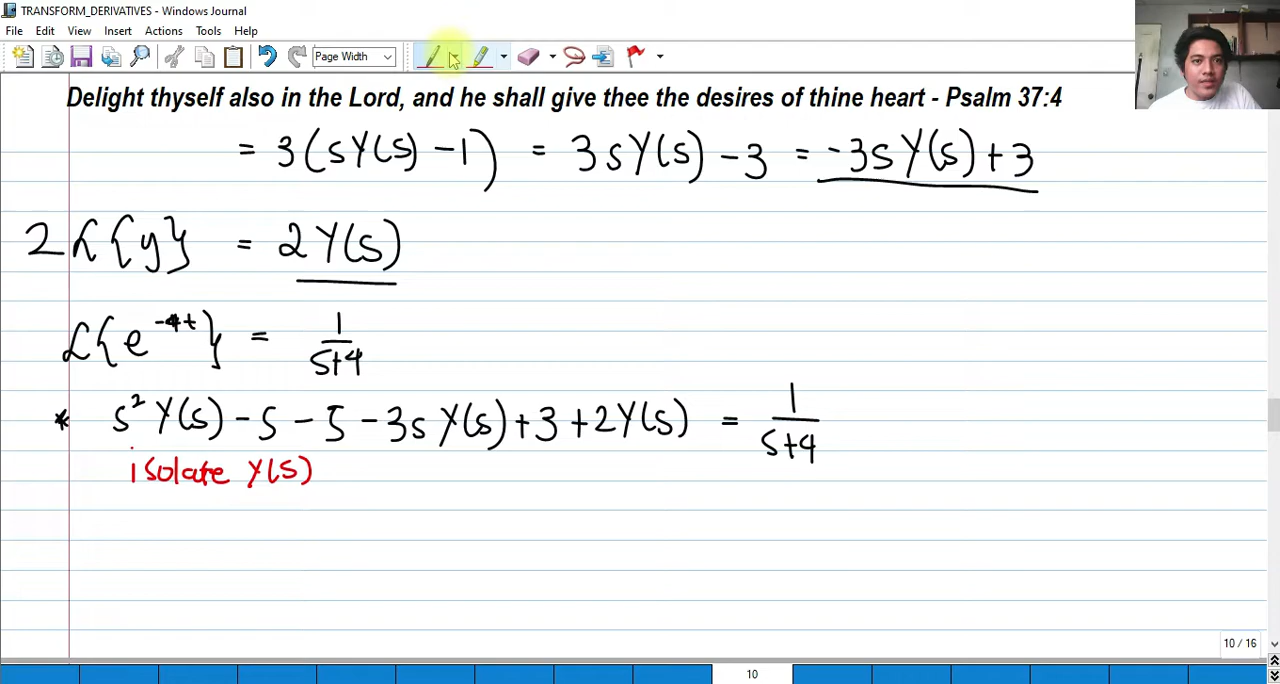 TRANSFORM_DERIVATIVES - Windows Journal
File Edit View Insert Actions Tools Help
Page Width
Delight thyself also in the Lord, and he shall give thee the desires of thine heart - Psalm 37:4
= 3(sY(s) -1) = 3sY(s) -3 = -3sY(s)+3
2ℒ{y} = 2Y(s)
ℒ{e^-4t} = 1/(s+4)
* s²Y(s) - s - 5 - 3sY(s)+3+2Y(s) = 1/(s+4)
isolate Y(s)
10 / 16
10